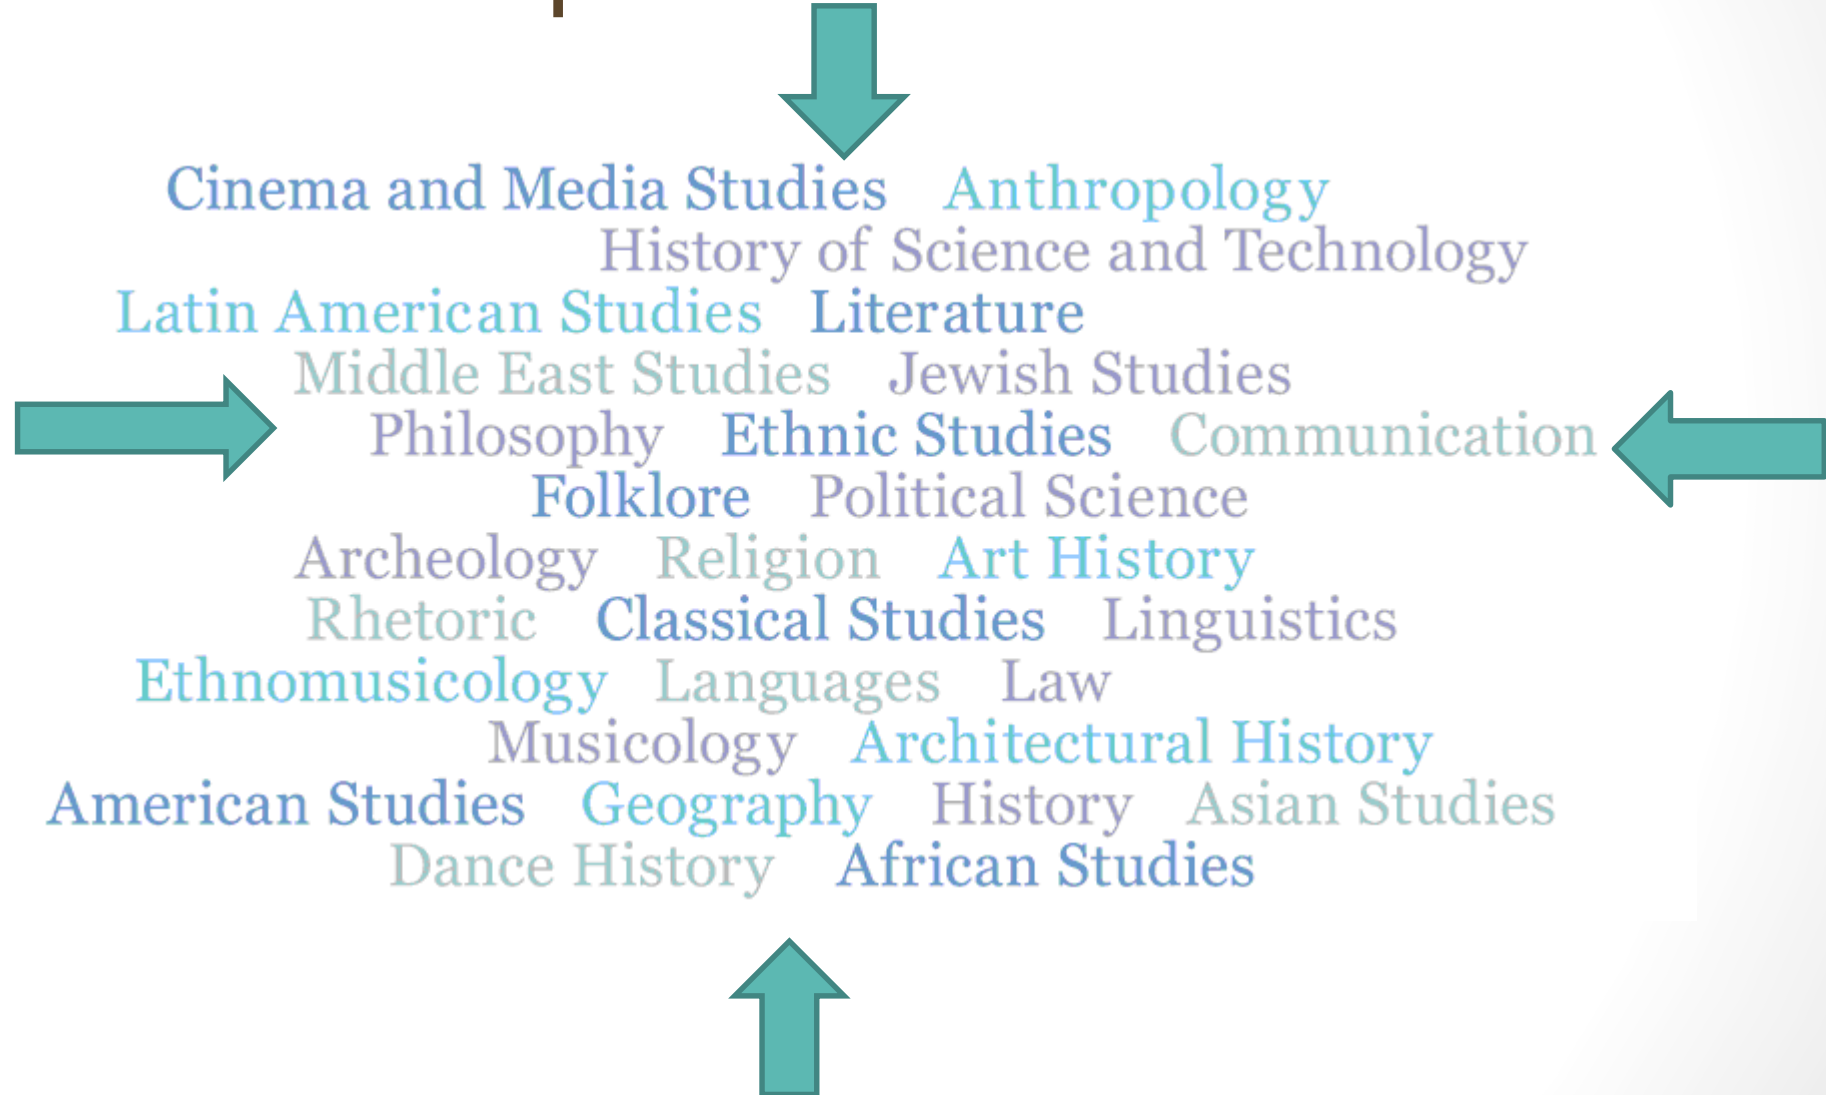 Cinema and Media Studies Anthropology
History of Science and Technology
Latin American Studies Literature
Middle East Studies Jewish Studies
Philosophy Ethnic Studies Communication
Folklore Political Science
Archeology Religion Art History
Rhetoric Classical Studies Linguistics
Ethnomusicology Languages Law
Musicology Architectural History
American Studies Geography History Asian Studies
Dance History African Studies